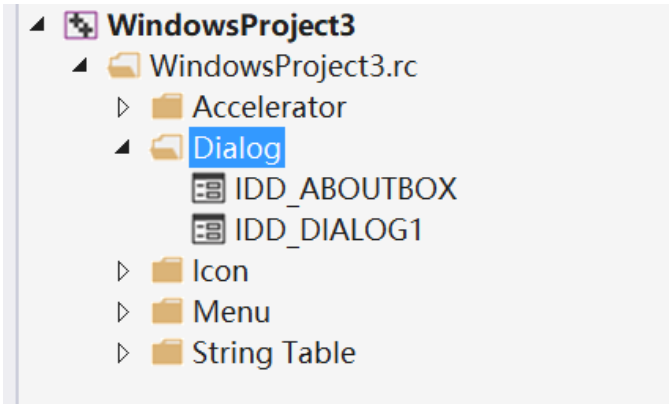 WindowsProject3
WindowsProject3.rc
Accelerator
Dialog
IDD_ABOUTBOX
IDD_DIALOG1
Icon
Menu
String Table